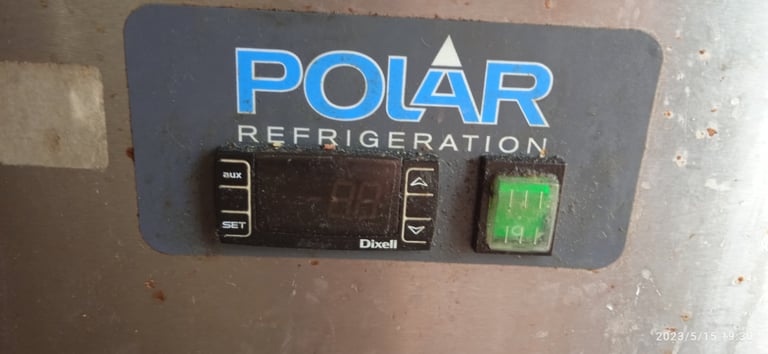 POLAR
REFRIGERATION
aux
SET
Dixell
2023/5/15 19:30